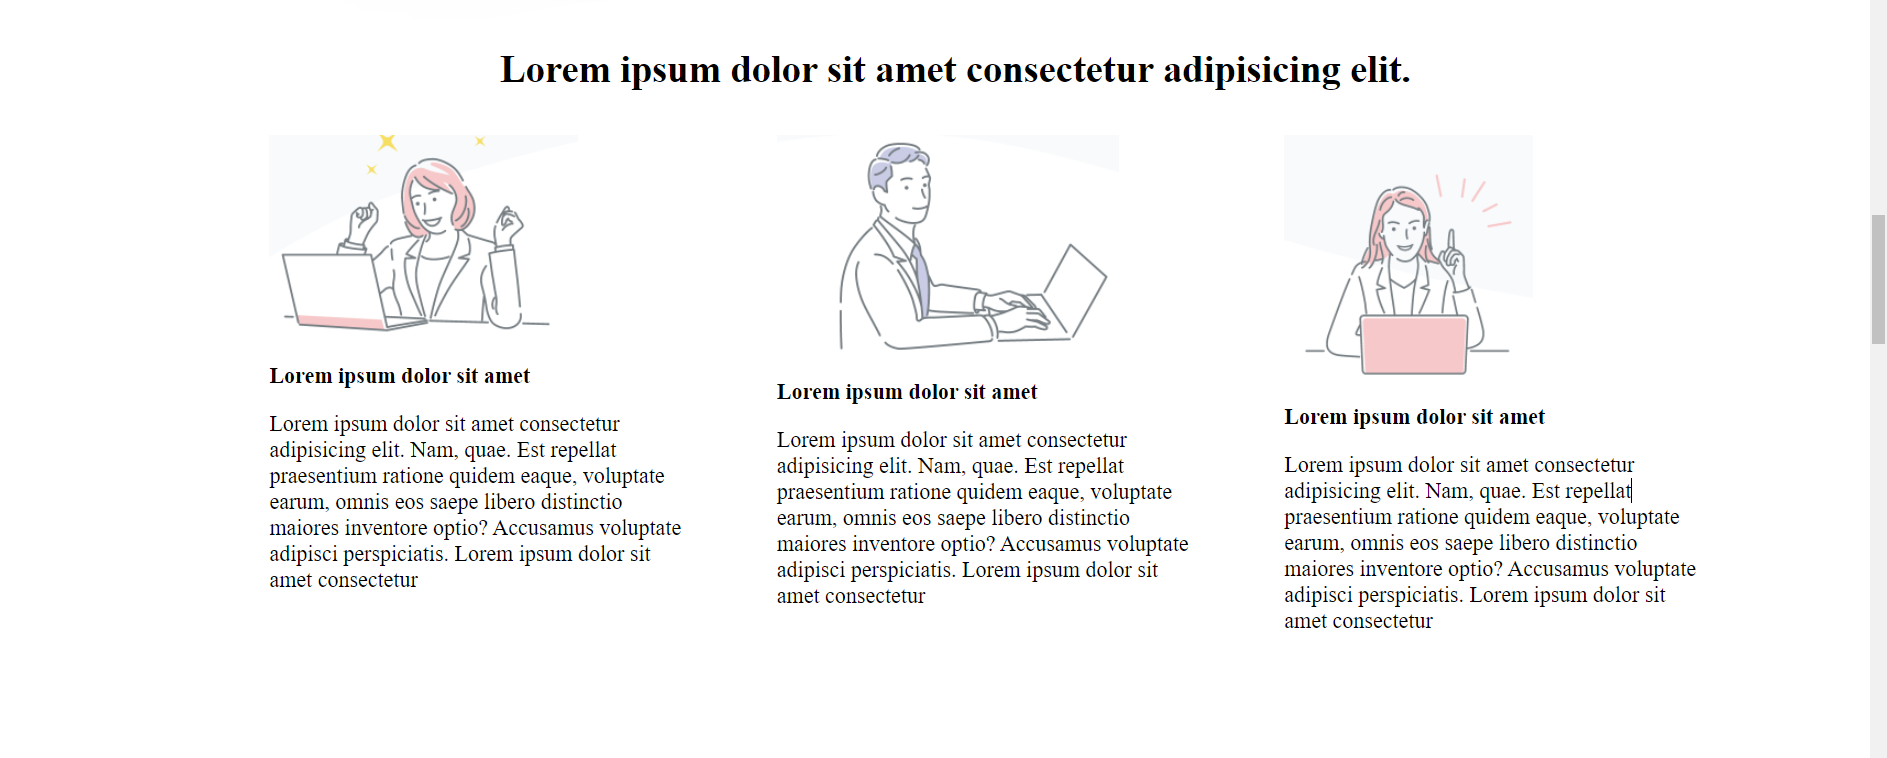 Lorem ipsum dolor sit amet consectetur adipisicing elit.
Lorem ipsum dolor sit amet
Lorem ipsum dolor sit amet consectetur
adipisicing elit. Nam, quae. Est repellat
praesentium ratione quidem eaque, voluptate
earum, omnis eos saepe libero distinctio
maiores inventore optio? Accusamus voluptate
adipisci perspiciatis. Lorem ipsum dolor sit
amet consectetur
Lorem ipsum dolor sit amet
Lorem ipsum dolor sit amet consectetur
adipisicing elit. Nam, quae. Est repellat
praesentium ratione quidem eaque, voluptate
earum, omnis eos saepe libero distinctio
maiores inventore optio? Accusamus voluptate
adipisci perspiciatis. Lorem ipsum dolor sit
amet consectetur
Lorem ipsum dolor sit amet
Lorem ipsum dolor sit amet consectetur
adipisicing elit. Nam, quae. Est repellat
praesentium ratione quidem eaque, voluptate
earum, omnis eos saepe libero distinctio
maiores inventore optio? Accusamus voluptate
adipisci perspiciatis. Lorem ipsum dolor sit
amet consectetur